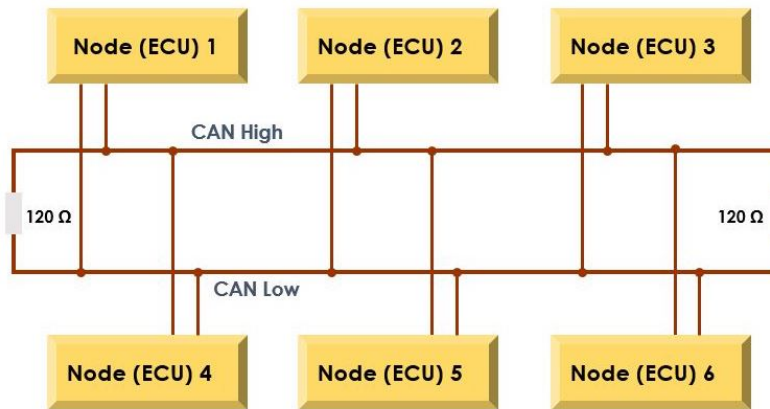 Node (ECU) 1
Node (ECU) 2
Node (ECU) 3
CAN High
120 Ω
120 Ω
CAN Low
Node (ECU) 4
Node (ECU) 5
Node (ECU) 6